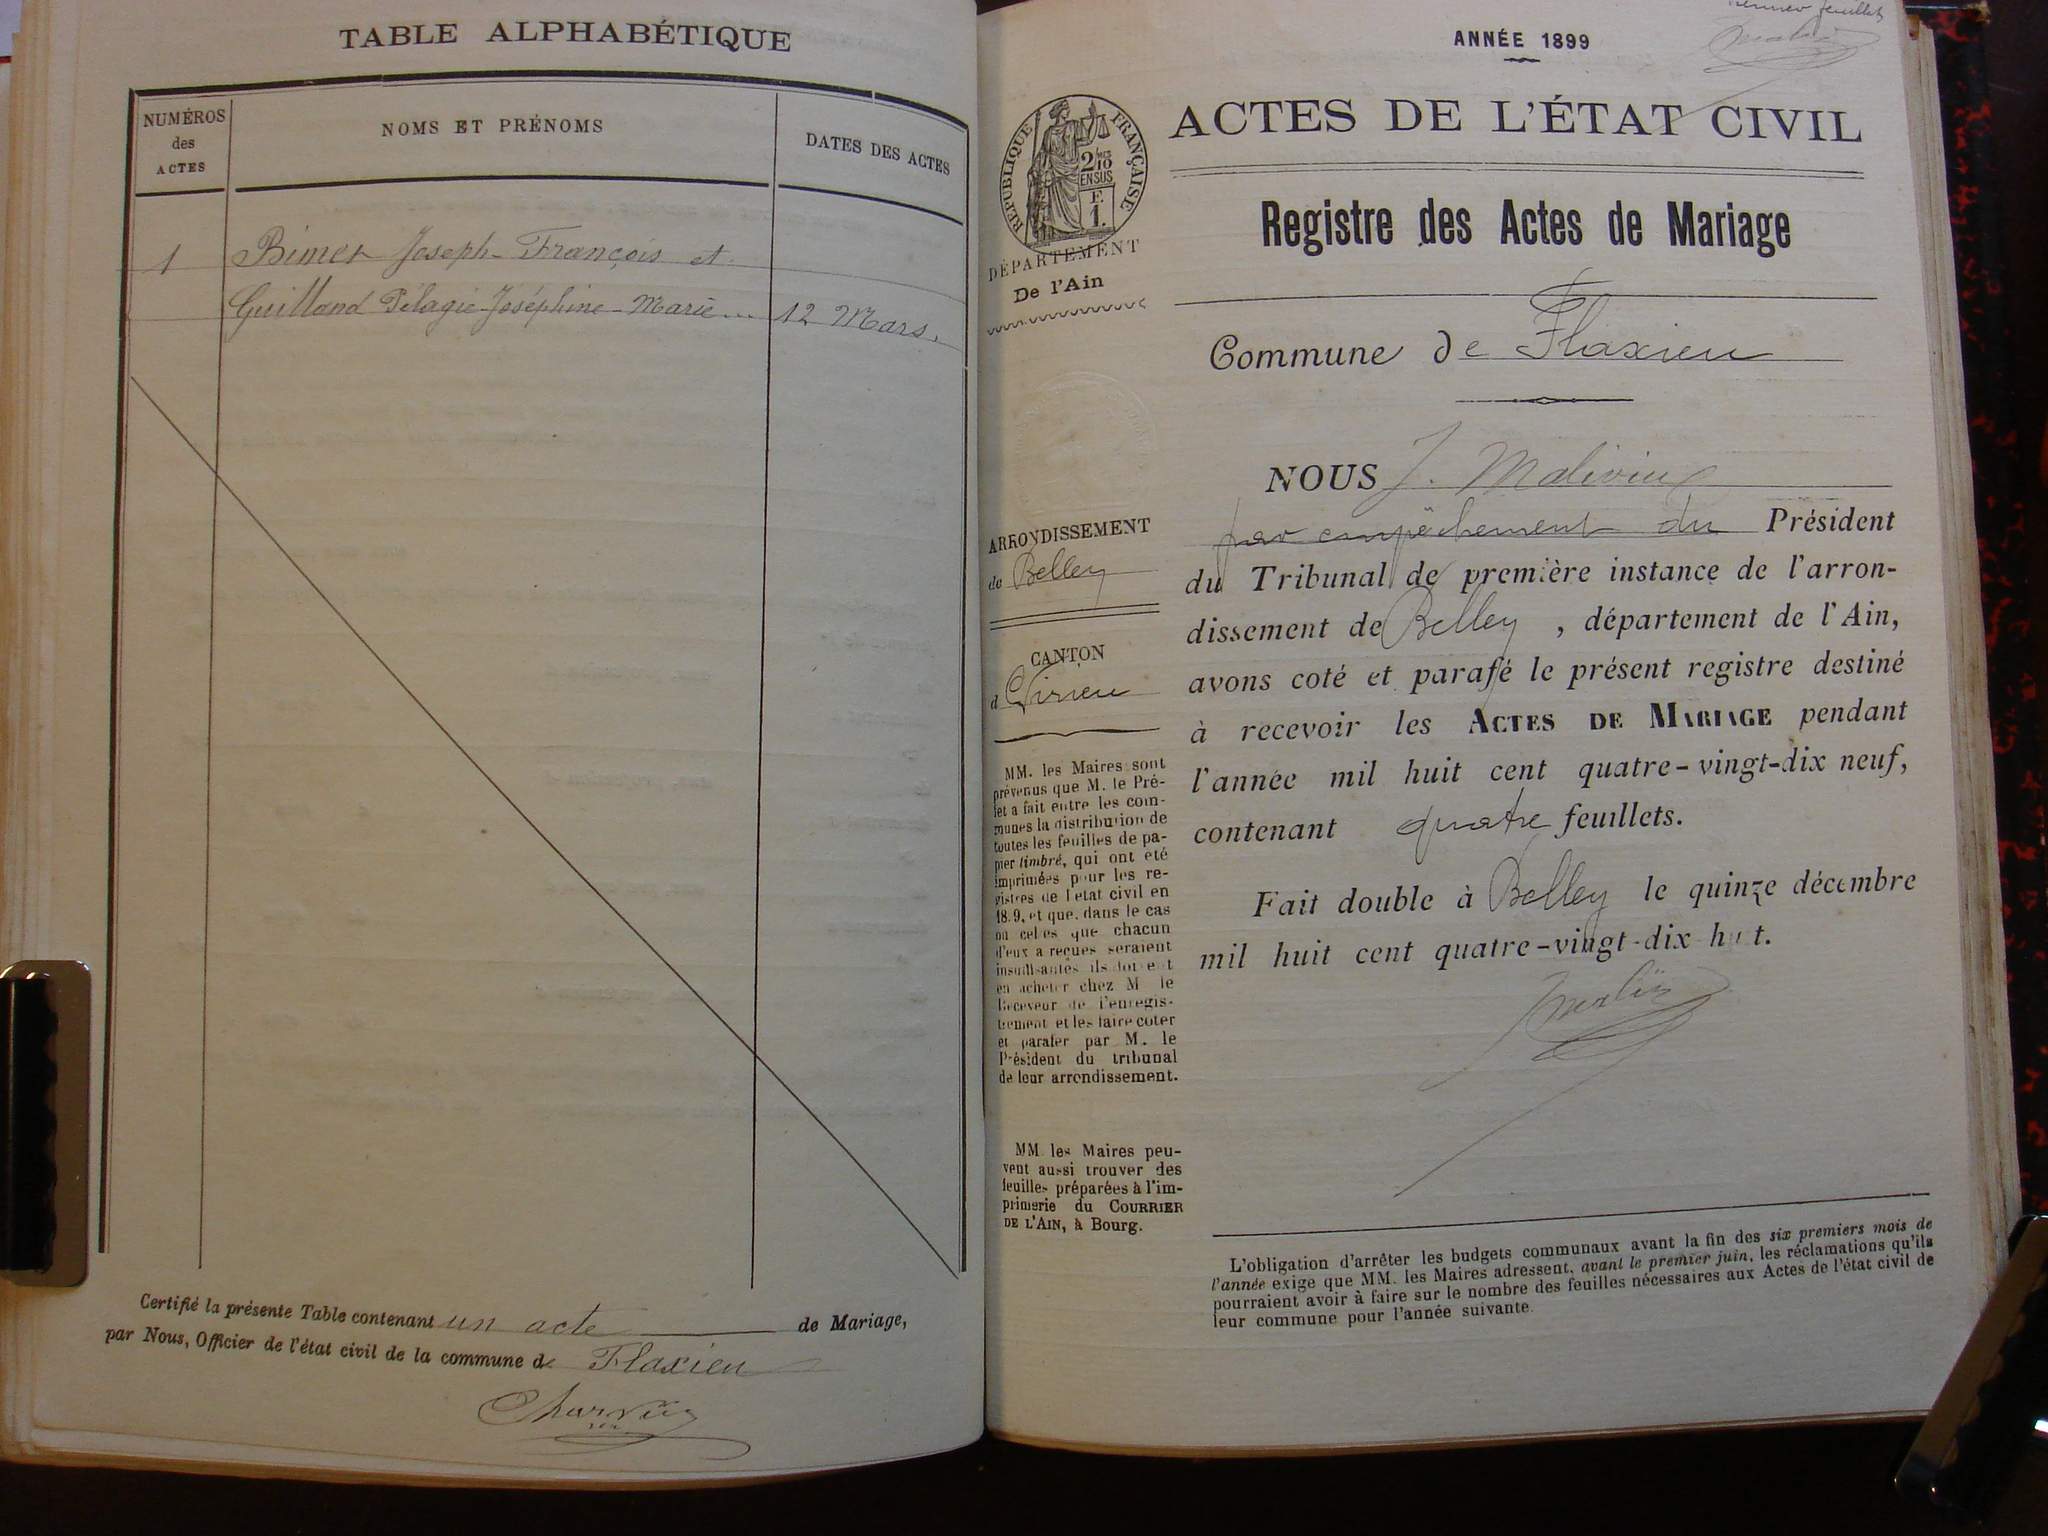 TABLE ALPHABÉTIQUE
NUMÉROS
des
ACTES
NOMS ET PRÉNOMS
DATES DES ACTES
1
Bimet Joseph-François et
Guilland Pélagie-Joséphine-Marie... 12 Mars.
Certifié la présente Table contenant un acte de Mariage,
par Nous, Officier de l'état civil de la commune de Flaxieu
Premier feuillet
ANNÉE 1899
RÉPUBLIQUE FRANÇAISE
2 MES
10
EN SUS
F.
1.
DÉPARTEMENT
De l'Ain
ARRONDISSEMENT
de Belley
CANTON
d Virieu
MM. les Maires sont
prévenus que M. le Pré-
fet a fait entre les com-
munes la distribution de
toutes les feuilles de pa-
pier timbré, qui ont été
imprimées pour les re-
gistres de l'état civil en
18.9, et que, dans le cas
où celles que chacun
d'eux a reçues seraient
insuffisantes ils doivent
en acheter chez M. le
Receveur de l'enregis-
trement et les faire coter
et parafer par M. le
Président du tribunal
de leur arrondissement.
MM les Maires peu-
vent aussi trouver des
feuilles préparées à l'im-
primerie du COURRIER
DE L'AIN, à Bourg.
ACTES DE L'ÉTAT CIVIL
Registre des Actes de Mariage
Commune de Flaxieu
NOUS J.
par empêchement du Président
du Tribunal de première instance de l'arron-
dissement de Belley, département de l'Ain,
avons coté et parafé le présent registre destiné
à recevoir les ACTES DE MARIAGE pendant
l'année mil huit cent quatre-vingt-dix neuf,
contenant quatre feuillets.
Fait double à Belley le quinze décembre
mil huit cent quatre-vingt-dix huit.
L'obligation d'arrêter les budgets communaux avant la fin des six premiers mois de
l'année exige que MM. les Maires adressent, avant le premier juin, les réclamations qu'ils
pourraient avoir à faire sur le nombre des feuilles nécessaires aux Actes de l'état civil de
leur commune pour l'année suivante.